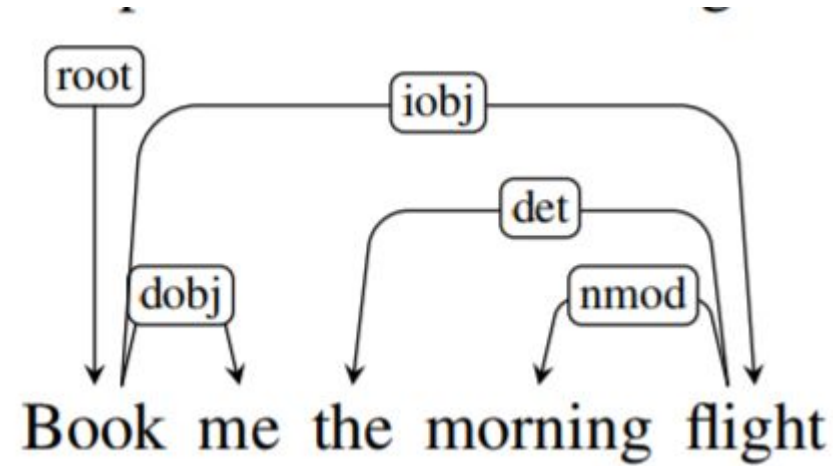 root
iobj
det
dobj
nmod
Book me the morning flight